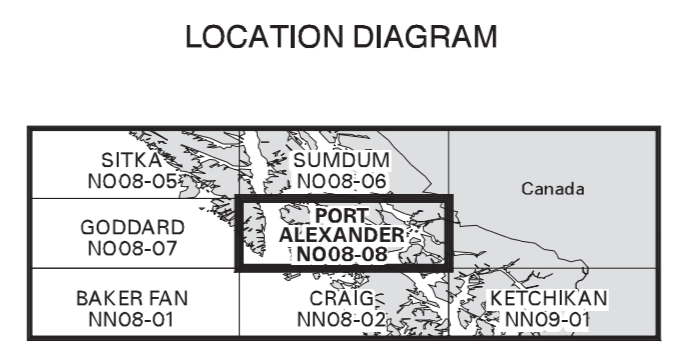 LOCATION DIAGRAM
SITKA
NO08-05
SUMDUM
NO08-06
Canada
GODDARD
NO08-07
PORT
ALEXANDER
NO08-08
BAKER FAN
NN08-01
CRAIG
NN08-02
KETCHIKAN
NN09-01